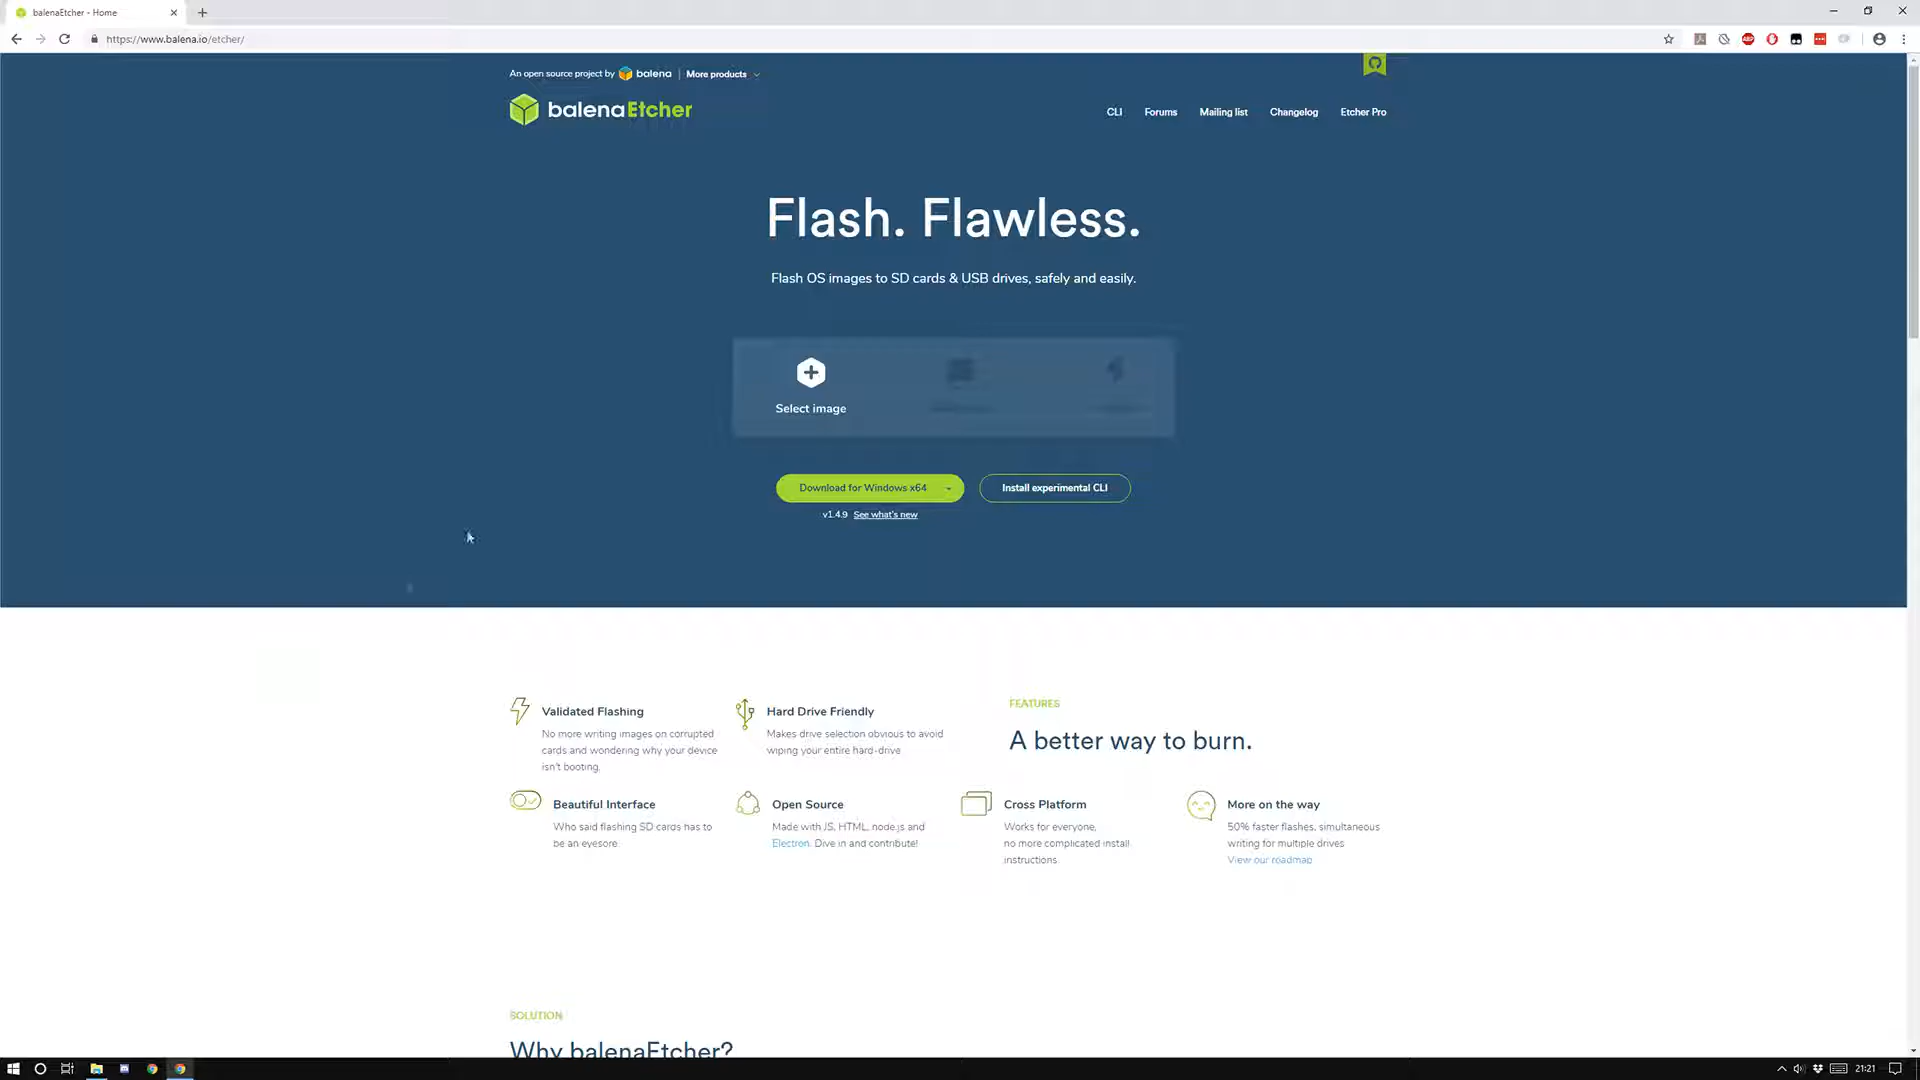 balenaEtcher - Home
https://www.balena.io/etcher/
An open source project by balena | More products
balenaEtcher
CLI Forums Mailing list Changelog Etcher Pro
Flash. Flawless.
Flash OS images to SD cards & USB drives, safely and easily.
Select image
Download for Windows x64
Install experimental CLI
v1.4.9 See what's new
Validated Flashing
No more writing images on corrupted
cards and wondering why your device
isn't booting.
Hard Drive Friendly
Makes drive selection obvious to avoid
wiping your entire hard-drive
FEATURES
A better way to burn.
Beautiful Interface
Who said flashing SD cards has to
be an eyesore.
Open Source
Made with JS, HTML, node.js and
Electron. Dive in and contribute!
Cross Platform
Works for everyone,
no more complicated install
instructions.
More on the way
50% faster flashes, simultaneous
writing for multiple drives
View our roadmap
SOLUTION
Why balenaEtcher?
ABP
21:21